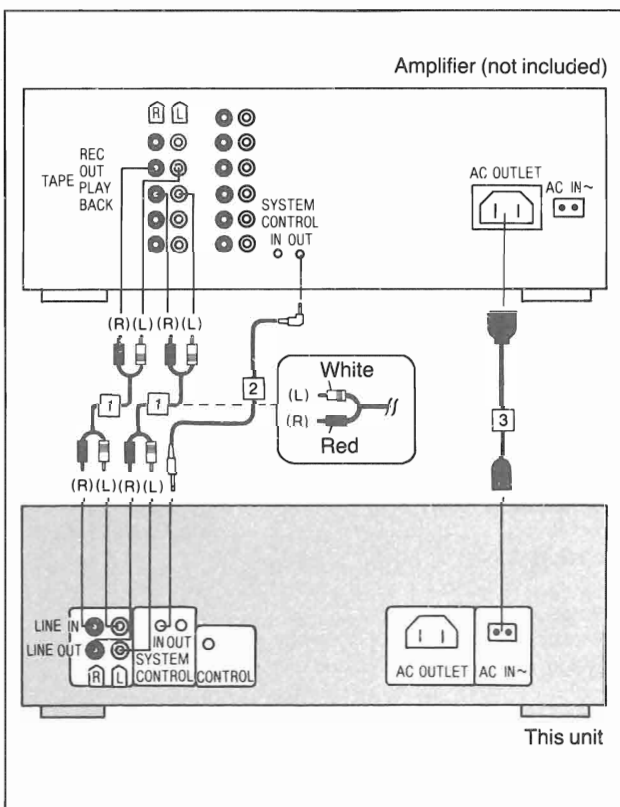 Amplifier (not included)
R L
TAPE
REC
OUT
PLAY
BACK
SYSTEM
CONTROL
IN OUT
AC OUTLET
AC IN~
(R) (L) (R) (L)
1
1
2
3
White
(L)
(R)
Red
(R) (L) (R) (L)
LINE IN
LINE OUT
R L
IN OUT
SYSTEM
CONTROL
CONTROL
AC OUTLET
AC IN~
This unit